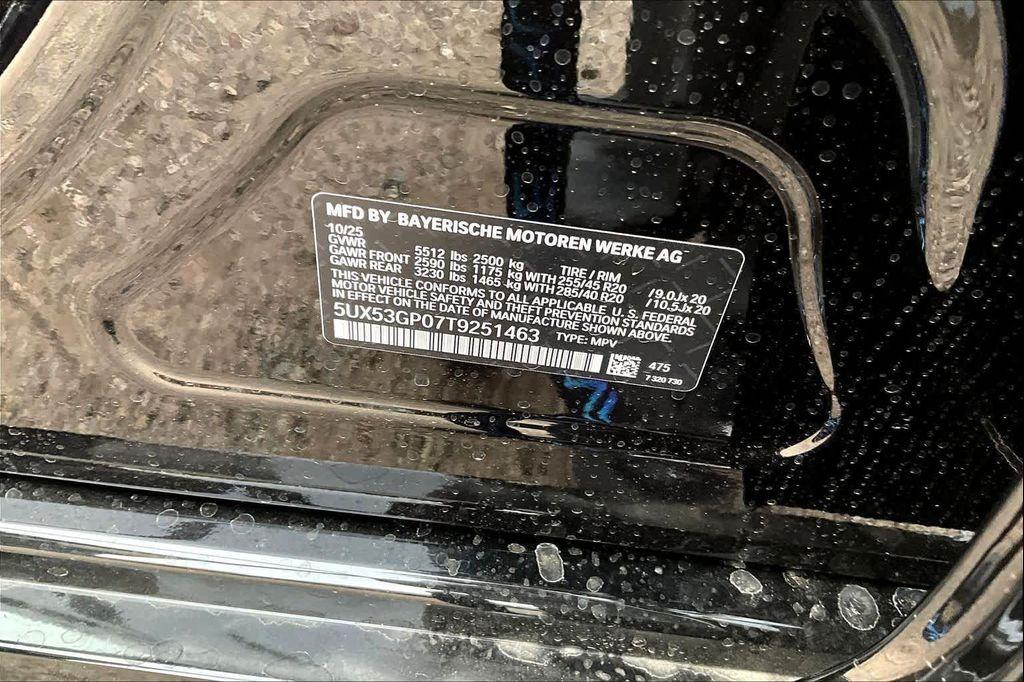 MFD BY BAYERISCHE MOTOREN WERKE AG
10/25
GVWR 5512 lbs 2500 kg TIRE / RIM
GAWR FRONT 2590 lbs 1175 kg WITH 255/45 R20 / 9.0Jx 20
GAWR REAR 3230 lbs 1465 kg WITH 285/40 R20 / 10.5Jx 20
THIS VEHICLE CONFORMS TO ALL APPLICABLE U.S. FEDERAL
MOTOR VEHICLE SAFETY AND THEFT PREVENTION STANDARDS
IN EFFECT ON THE DATE OF MANUFACTURE SHOWN ABOVE.
5UX53GP07T9251463 TYPE: MPV
475
7 320 730